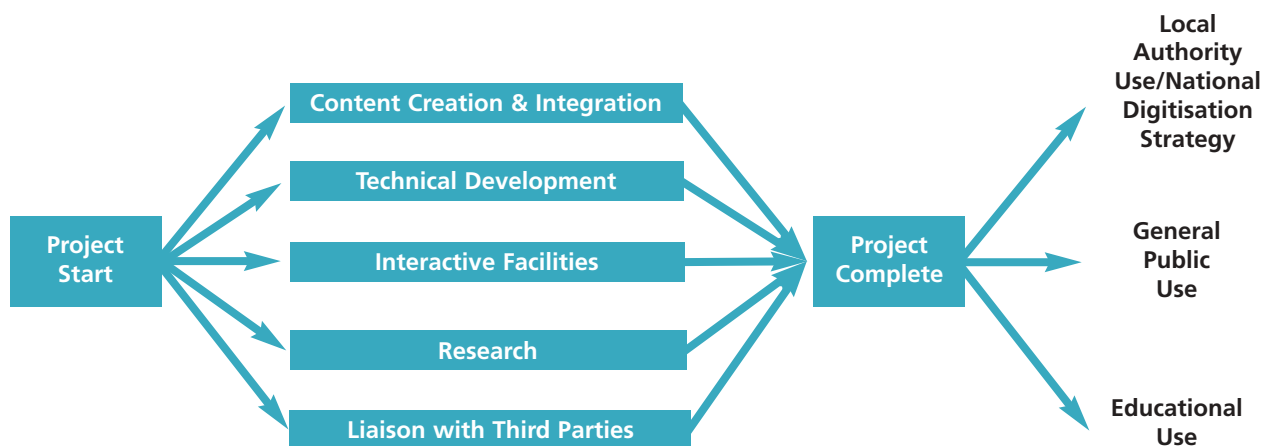 Project
Start
Content Creation & Integration
Technical Development
Interactive Facilities
Research
Liaison with Third Parties
Project
Complete
Local
Authority
Use/National
Digitisation
Strategy
General
Public
Use
Educational
Use